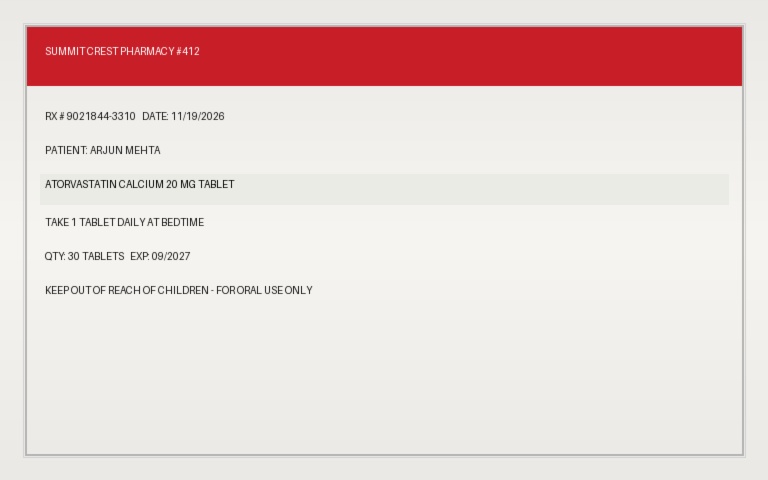 SUMMIT CREST PHARMACY #412
RX # 9021844-3310 DATE: 11/19/2026
PATIENT: ARJUN MEHTA
ATORVASTATIN CALCIUM 20 MG TABLET
TAKE 1 TABLET DAILY AT BEDTIME
QTY: 30 TABLETS EXP: 09/2027
KEEP OUT OF REACH OF CHILDREN - FOR ORAL USE ONLY